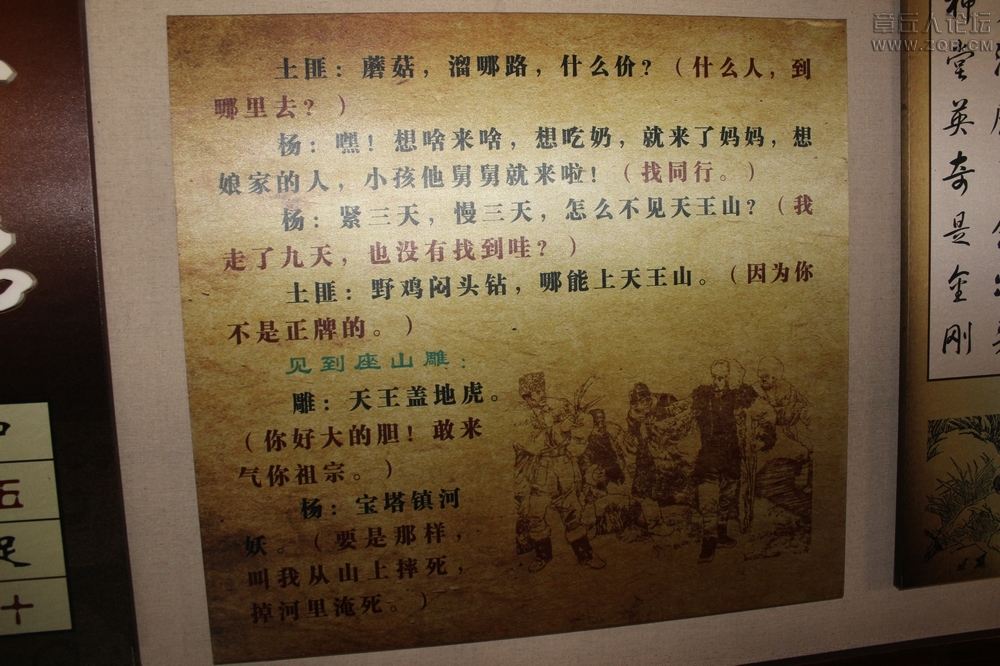 土匪：蘑菇，溜哪路，什么价？（什么人，到
哪里去？）
杨：嘿！想啥来啥，想吃奶，就来了妈妈，想
娘家的人，小孩他舅舅就来啦！（找同行。）
杨：紧三天，慢三天，怎么不见天王山？（我
走了九天，也没有找到哇？）
土匪：野鸡闷头钻，哪能上天王山。（因为你
不是正牌的。）
见到座山雕：
雕：天王盖地虎。
（你好大的胆！敢来
气你祖宗。）
杨：宝塔镇河
妖。（要是那样，
叫我从山上摔死，
掉河里淹死。）
堂英奇是金刚
五
足
十
章丘人论坛
www.ZQR.CN